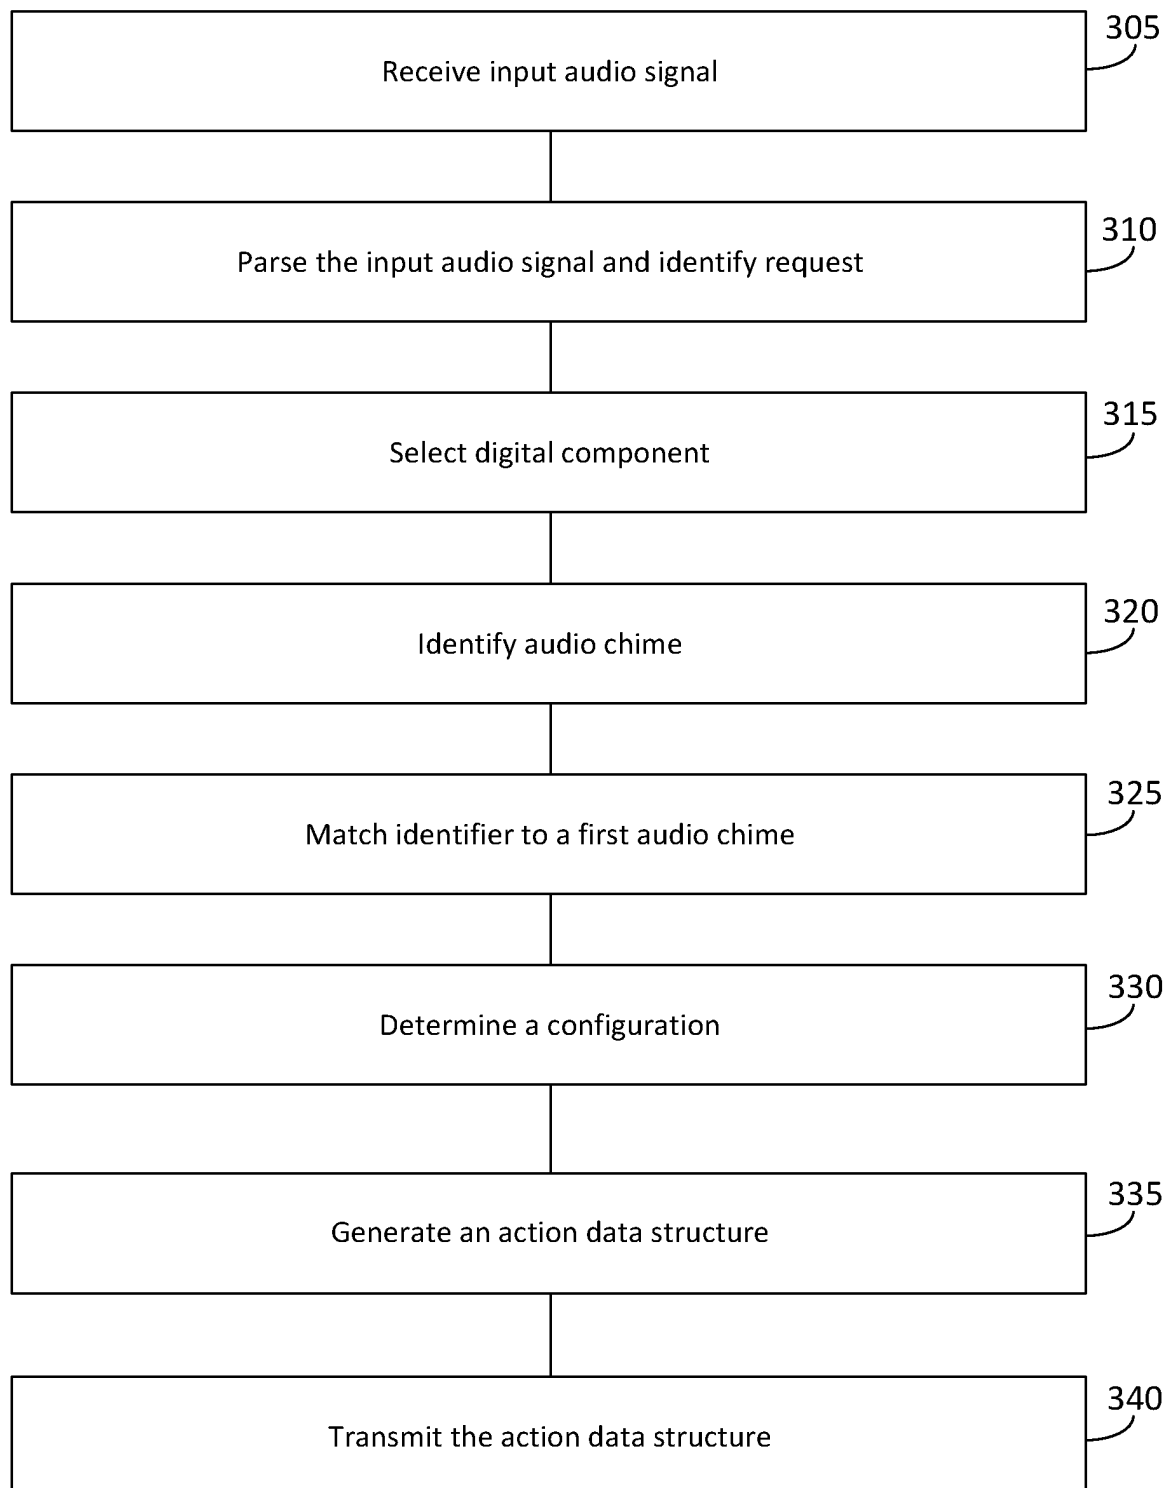 305
Receive input audio signal
310
Parse the input audio signal and identify request
315
Select digital component
320
Identify audio chime
325
Match identifier to a first audio chime
330
Determine a configuration
335
Generate an action data structure
340
Transmit the action data structure